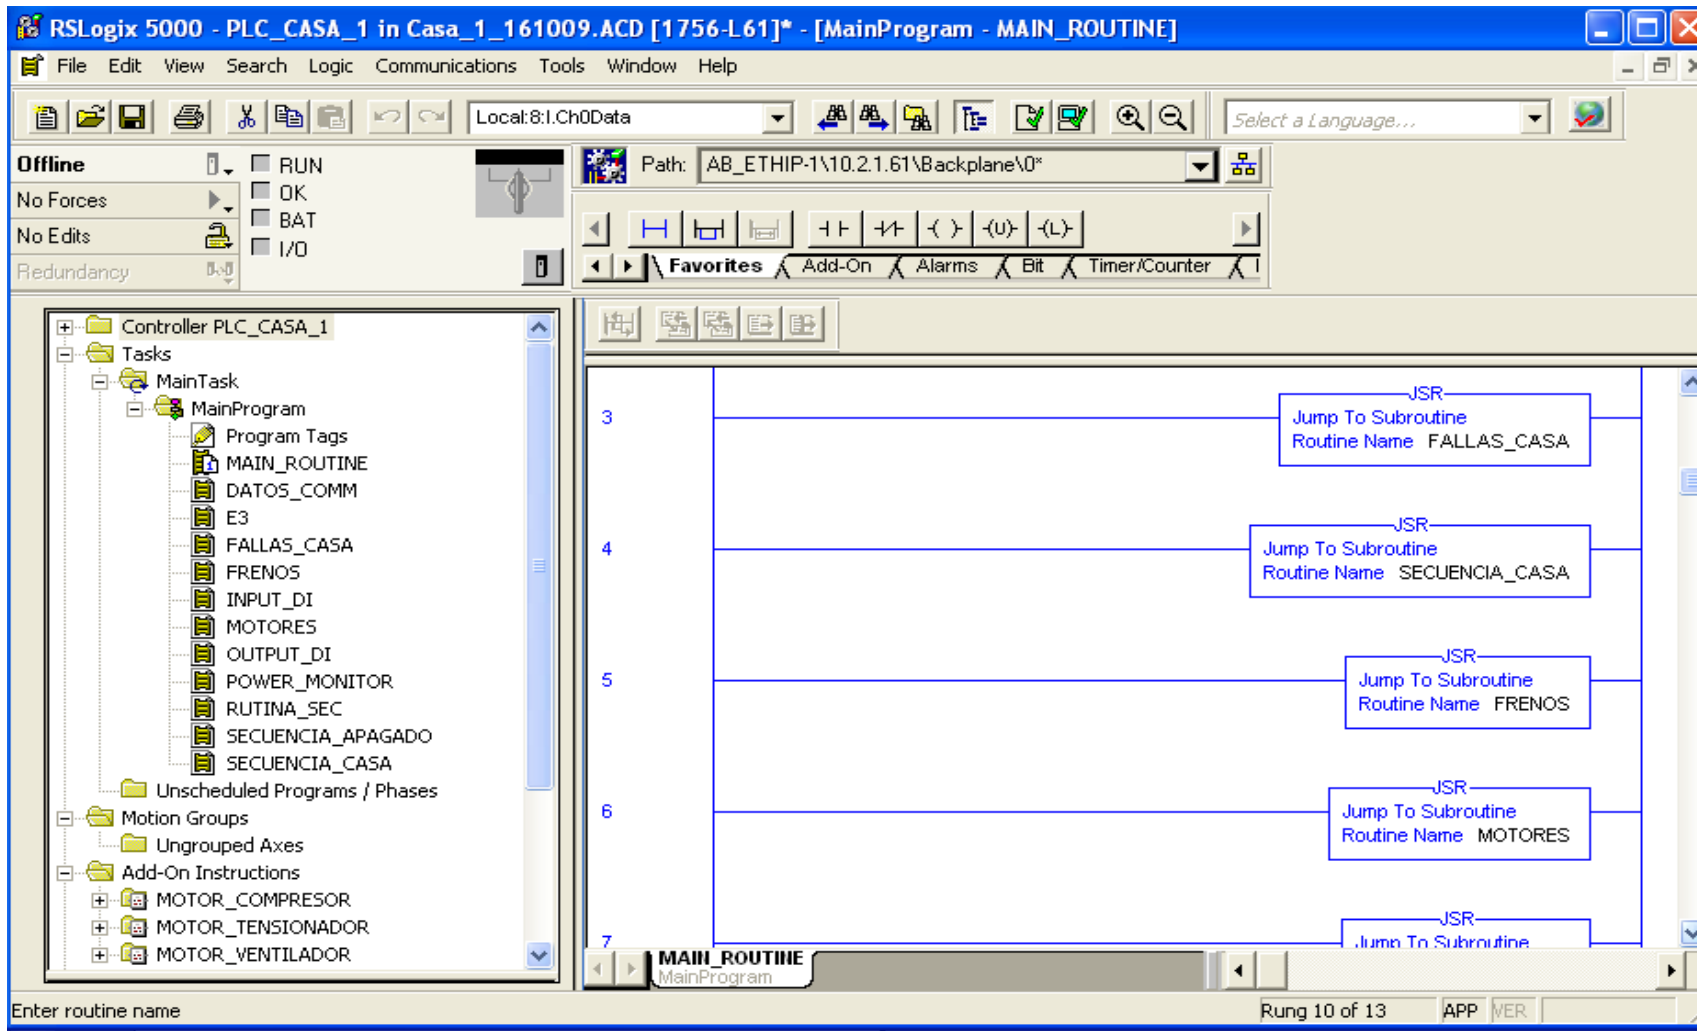 RSLogix 5000 - PLC_CASA_1 in Casa_1_161009.ACD [1756-L61]* - [MainProgram - MAIN_ROUTINE]
File Edit View Search Logic Communications Tools Window Help
Local:8:I.Ch0Data
Select a Language...
Offline
RUN
No Forces
OK
BAT
No Edits
I/O
Redundancy
Path: AB_ETHIP-1\10.2.1.61\Backplane\0*
Favorites Add-On Alarms Bit Timer/Counter
Controller PLC_CASA_1
Tasks
MainTask
MainProgram
Program Tags
MAIN_ROUTINE
DATOS_COMM
E3
FALLAS_CASA
FRENOS
INPUT_DI
MOTORES
OUTPUT_DI
POWER_MONITOR
RUTINA_SEC
SECUENCIA_APAGADO
SECUENCIA_CASA
Unscheduled Programs / Phases
Motion Groups
Ungrouped Axes
Add-On Instructions
MOTOR_COMPRESOR
MOTOR_TENSIONADOR
MOTOR_VENTILADOR
3
JSR
Jump To Subroutine
Routine Name FALLAS_CASA
4
JSR
Jump To Subroutine
Routine Name SECUENCIA_CASA
5
JSR
Jump To Subroutine
Routine Name FRENOS
6
JSR
Jump To Subroutine
Routine Name MOTORES
7
JSR
Jump To Subroutine
MAIN_ROUTINE
MainProgram
Enter routine name
Rung 10 of 13
APP VER